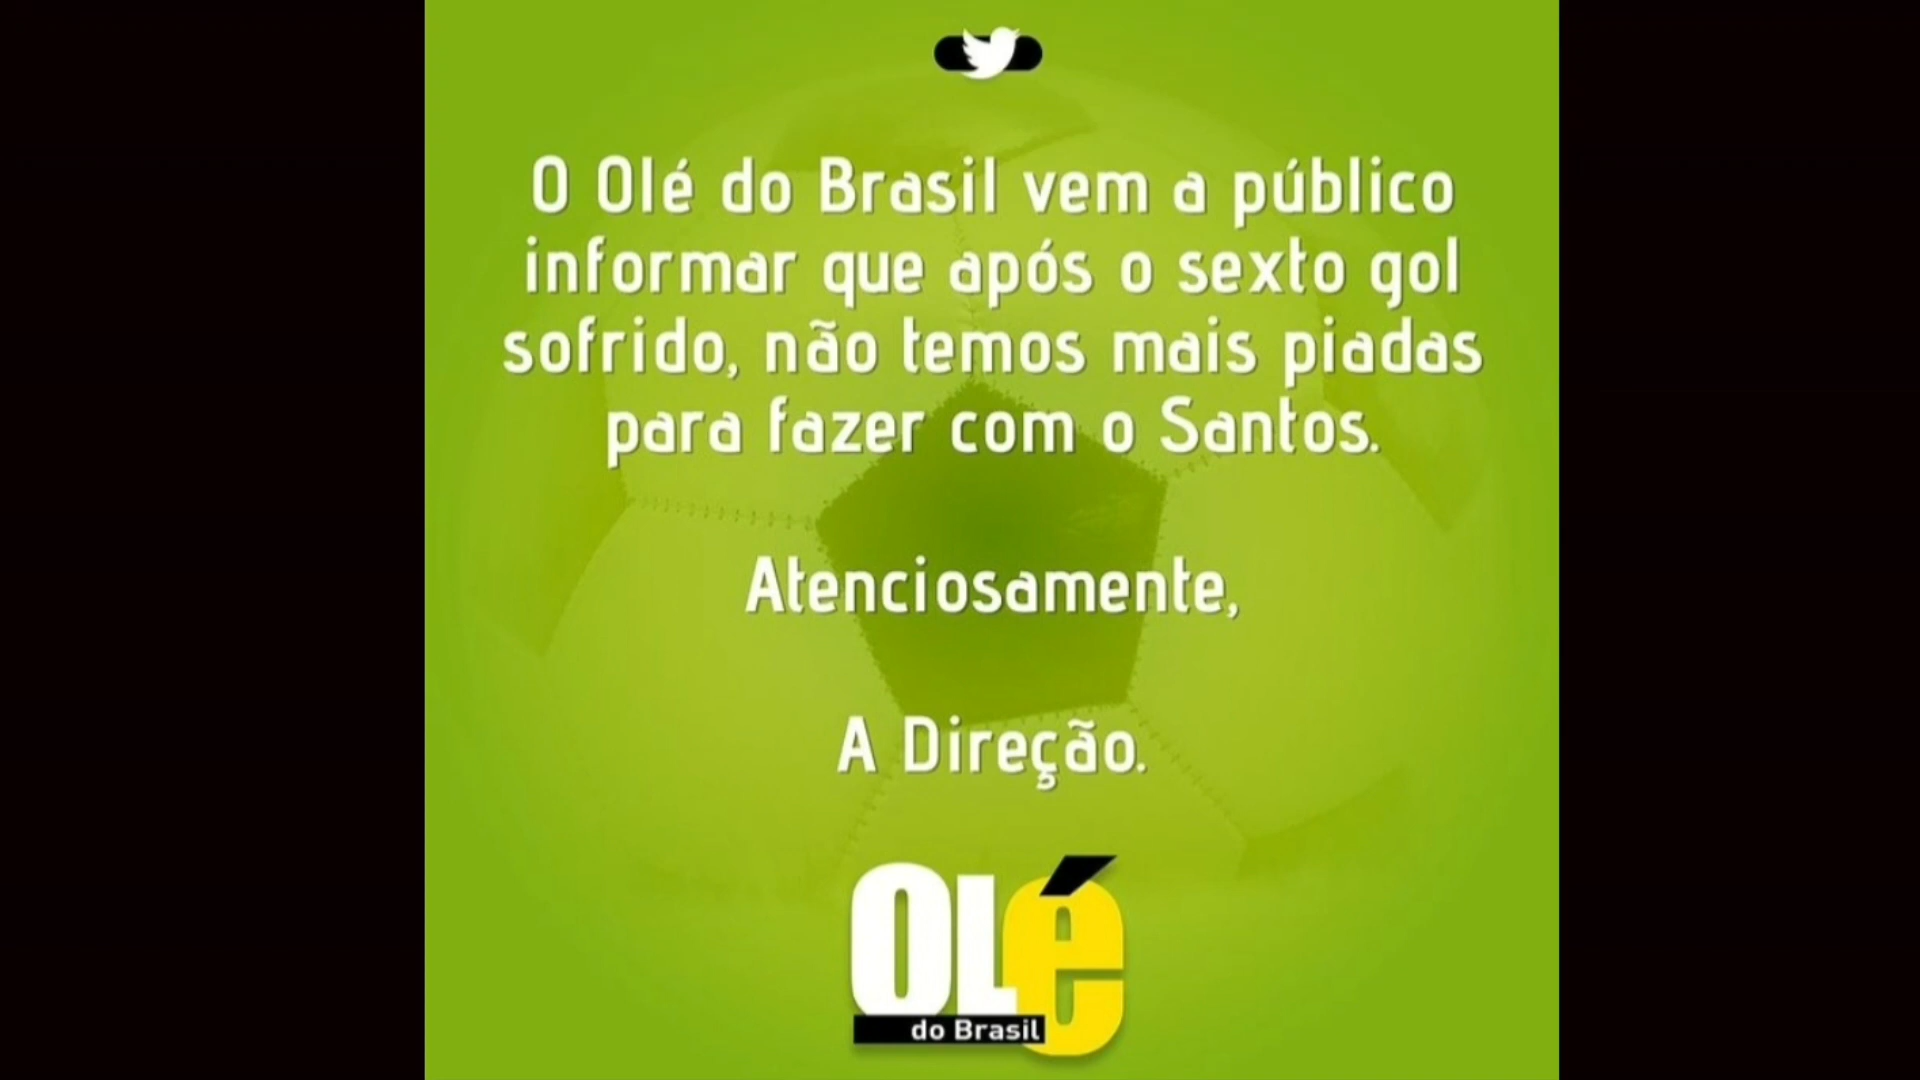 O Olé do Brasil vem a público
informar que após o sexto gol
sofrido, não temos mais piadas
para fazer com o Santos.
Atenciosamente,
A Direção.
OLé
do Brasil